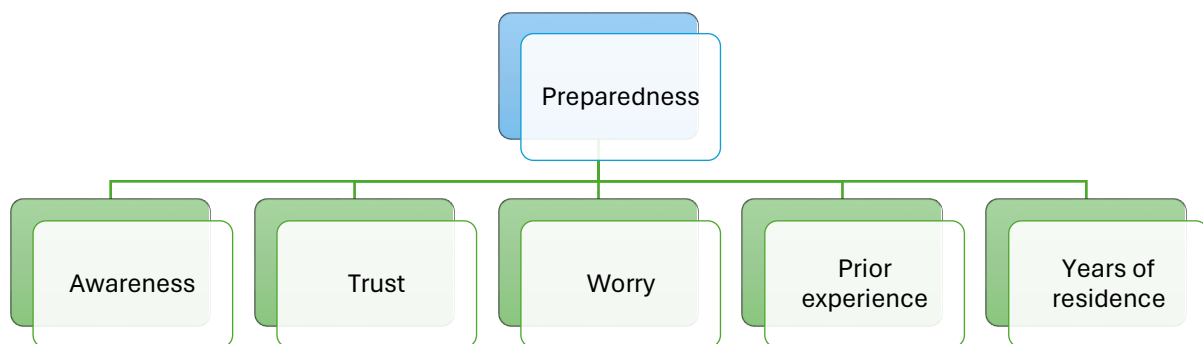 Preparedness
Awareness
Trust
Worry
Prior
experience
Years of
residence